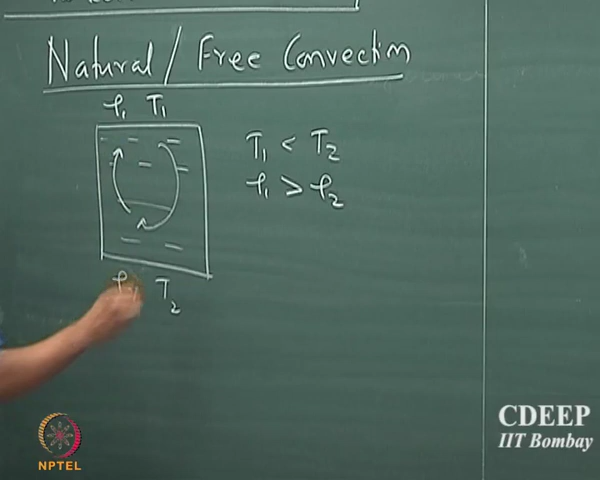 Natural / Free Convection
ρ₁ T₁
T₁ < T₂
ρ₁ > ρ₂
T₂
CDEEP
IIT Bombay
NPTEL